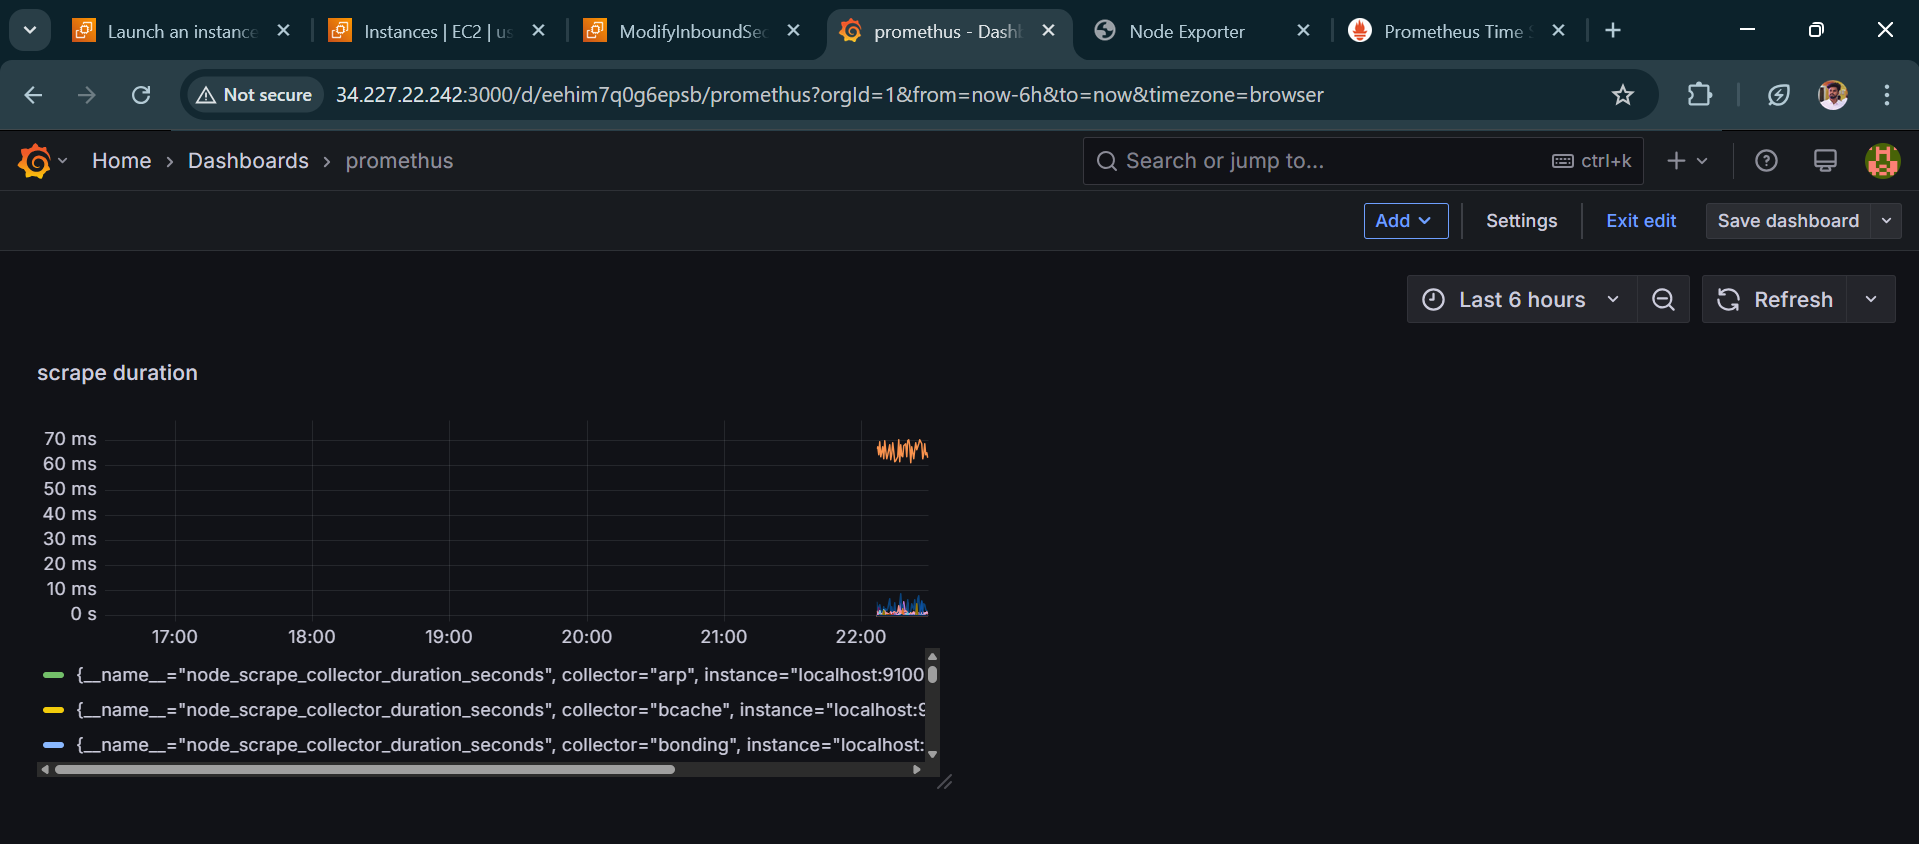 Launch an instance
Instances | EC2 | us
ModifyInboundSec
promethus - Dash
Node Exporter
Prometheus Time S
Not secure
34.227.22.242:3000/d/eehim7q0g6epsb/promethus?orgId=1&from=now-6h&to=now&timezone=browser
Home › Dashboards › promethus
Search or jump to...
ctrl+k
Add
Settings
Exit edit
Save dashboard
Last 6 hours
Refresh
scrape duration
70 ms
60 ms
50 ms
40 ms
30 ms
20 ms
10 ms
0 s
17:00 18:00 19:00 20:00 21:00 22:00
{__name__="node_scrape_collector_duration_seconds", collector="arp", instance="localhost:9100
{__name__="node_scrape_collector_duration_seconds", collector="bcache", instance="localhost:9
{__name__="node_scrape_collector_duration_seconds", collector="bonding", instance="localhost: